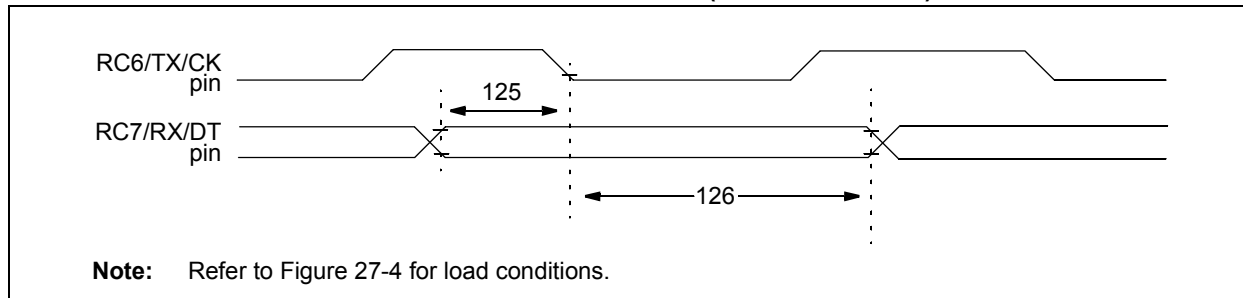 RC6/TX/CK
pin
125
RC7/RX/DT
pin
126
Note: Refer to Figure 27-4 for load conditions.